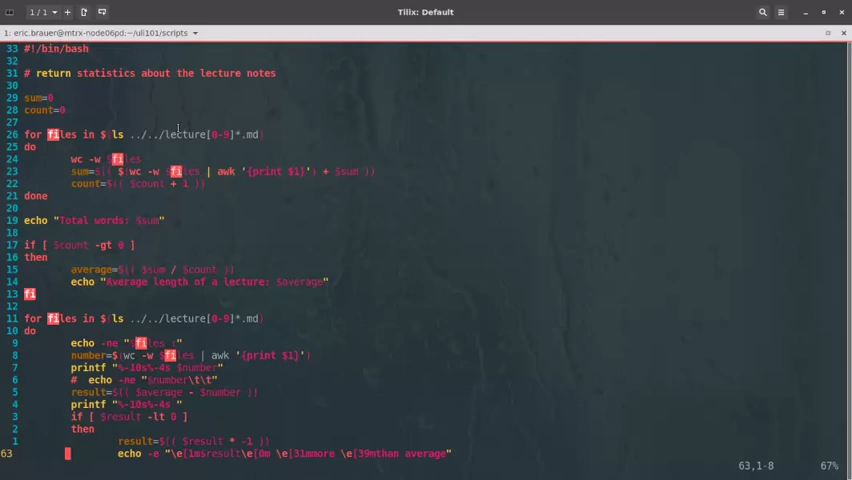 1 / 1
Tilix: Default
1: eric.brauer@mtrx-node06pd:~/uli101/scripts
33 #!/bin/bash
32
31 # return statistics about the lecture notes
30
29 sum=0
28 count=0
27
26 for files in $(ls ../../lecture[0-9]*.md)
25 do
24 wc -w $files
23 sum=$(( $(wc -w $files | awk '{print $1}') + $sum ))
22 count=$(( $count + 1 ))
21 done
20
19 echo "Total words: $sum"
18
17 if [ $count -gt 0 ]
16 then
15 average=$(( $sum / $count ))
14 echo "Average length of a lecture: $average"
13 fi
12
11 for files in $(ls ../../lecture[0-9]*.md)
10 do
9 echo -ne "$files :"
8 number=$(wc -w $files | awk '{print $1}')
7 printf "%-10s%-4s $number"
6 # echo -ne "$number\t\t"
5 result=$(( $average - $number ))
4 printf "%-10s%-4s "
3 if [ $result -lt 0 ]
2 then
1 result=$(( $result * -1 ))
63 echo -e "\e[1m$result\e[0m \e[31mmore \e[39mthan average"
63,1-8 67%